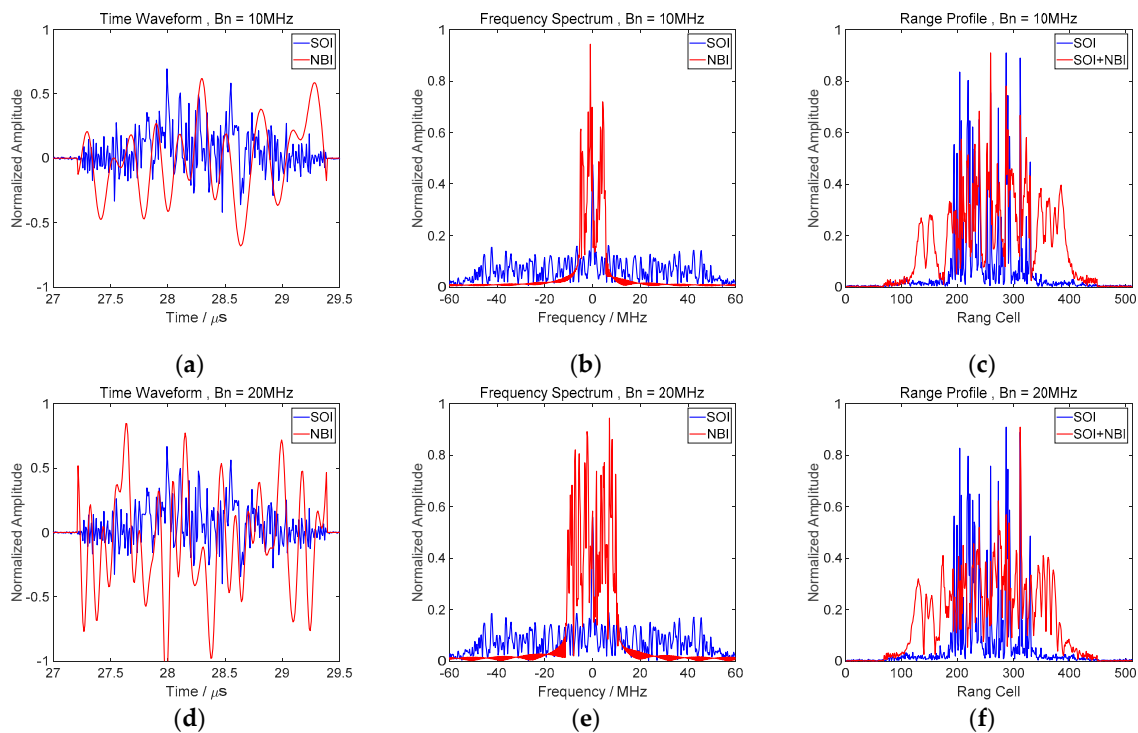 Time Waveform , Bn = 10MHz
Normalized Amplitude
1
0.5
0
-0.5
-1
SOI
NBI
27 27.5 28 28.5 29 29.5
Time / μs
(a)
Frequency Spectrum , Bn = 10MHz
Normalized Amplitude
1
0.8
0.6
0.4
0.2
0
SOI
NBI
-60 -40 -20 0 20 40 60
Frequency / MHz
(b)
Range Profile , Bn = 10MHz
Normalized Amplitude
1
0.8
0.6
0.4
0.2
0
SOI
SOI+NBI
0 100 200 300 400 500
Rang Cell
(c)
Time Waveform , Bn = 20MHz
Normalized Amplitude
1
0.5
0
-0.5
-1
SOI
NBI
27 27.5 28 28.5 29 29.5
Time / μs
(d)
Frequency Spectrum , Bn = 20MHz
Normalized Amplitude
1
0.8
0.6
0.4
0.2
0
SOI
NBI
-60 -40 -20 0 20 40 60
Frequency / MHz
(e)
Range Profile , Bn = 20MHz
Normalized Amplitude
1
0.8
0.6
0.4
0.2
0
SOI
SOI+NBI
0 100 200 300 400 500
Rang Cell
(f)